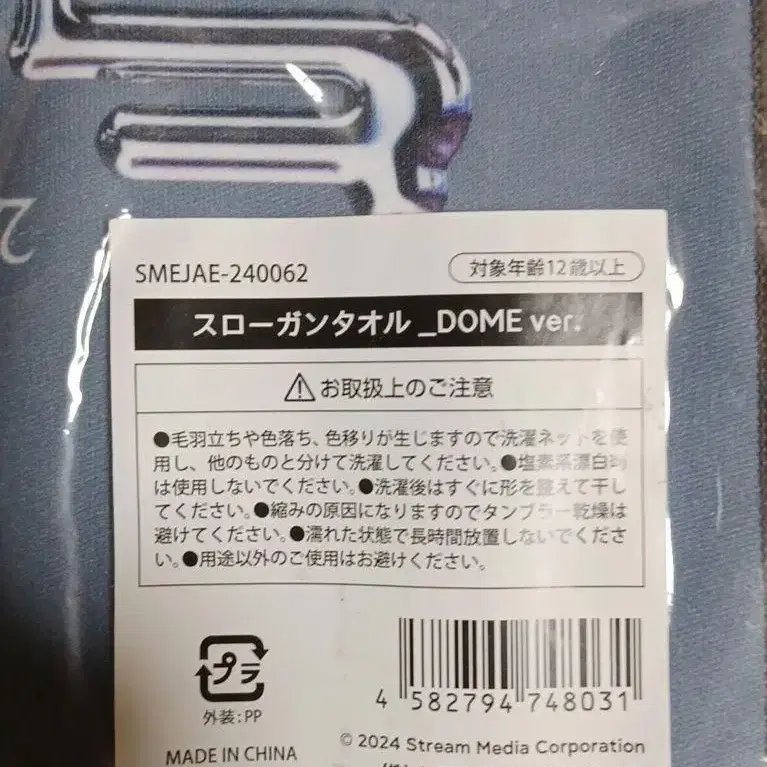 SMEJAE-240062
対象年齢12歳以上
スローガンタオル _DOME ver.
お取扱上のご注意
●毛羽立ちや色落ち、色移りが生じますので洗濯ネットを使
用し、他のものと分けて洗濯してください。●塩素系漂白剤
は使用しないでください。●洗濯後はすぐに形を整えて干し
てください。●縮みの原因になりますのでタンブラー乾燥は
避けてください。●濡れた状態で長時間放置しないでくださ
い。●用途以外のご使用はお避けください。
プラ
外装:PP
4 582794 748031
MADE IN CHINA
© 2024 Stream Media Corporation